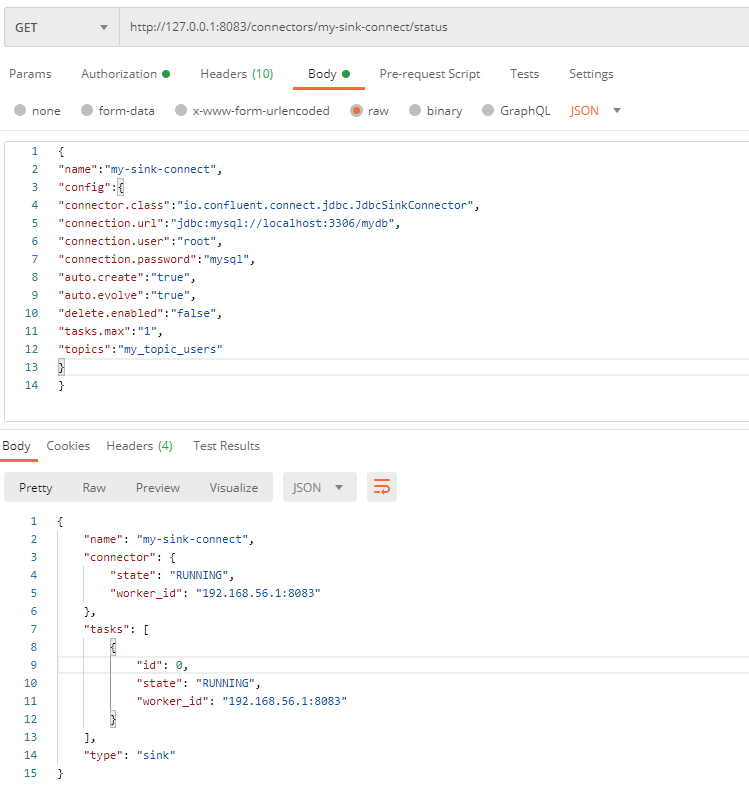 GET http://127.0.0.1:8083/connectors/my-sink-connect/status
Params Authorization Headers (10) Body Pre-request Script Tests Settings
none form-data x-www-form-urlencoded raw binary GraphQL JSON
1 {
2 "name":"my-sink-connect",
3 "config":{
4 "connector.class":"io.confluent.connect.jdbc.JdbcSinkConnector",
5 "connection.url":"jdbc:mysql://localhost:3306/mydb",
6 "connection.user":"root",
7 "connection.password":"mysql",
8 "auto.create":"true",
9 "auto.evolve":"true",
10 "delete.enabled":"false",
11 "tasks.max":"1",
12 "topics":"my_topic_users"
13 }
14 }
Body Cookies Headers (4) Test Results
Pretty Raw Preview Visualize JSON
1 {
2 "name": "my-sink-connect",
3 "connector": {
4 "state": "RUNNING",
5 "worker_id": "192.168.56.1:8083"
6 },
7 "tasks": [
8 {
9 "id": 0,
10 "state": "RUNNING",
11 "worker_id": "192.168.56.1:8083"
12 }
13 ],
14 "type": "sink"
15 }